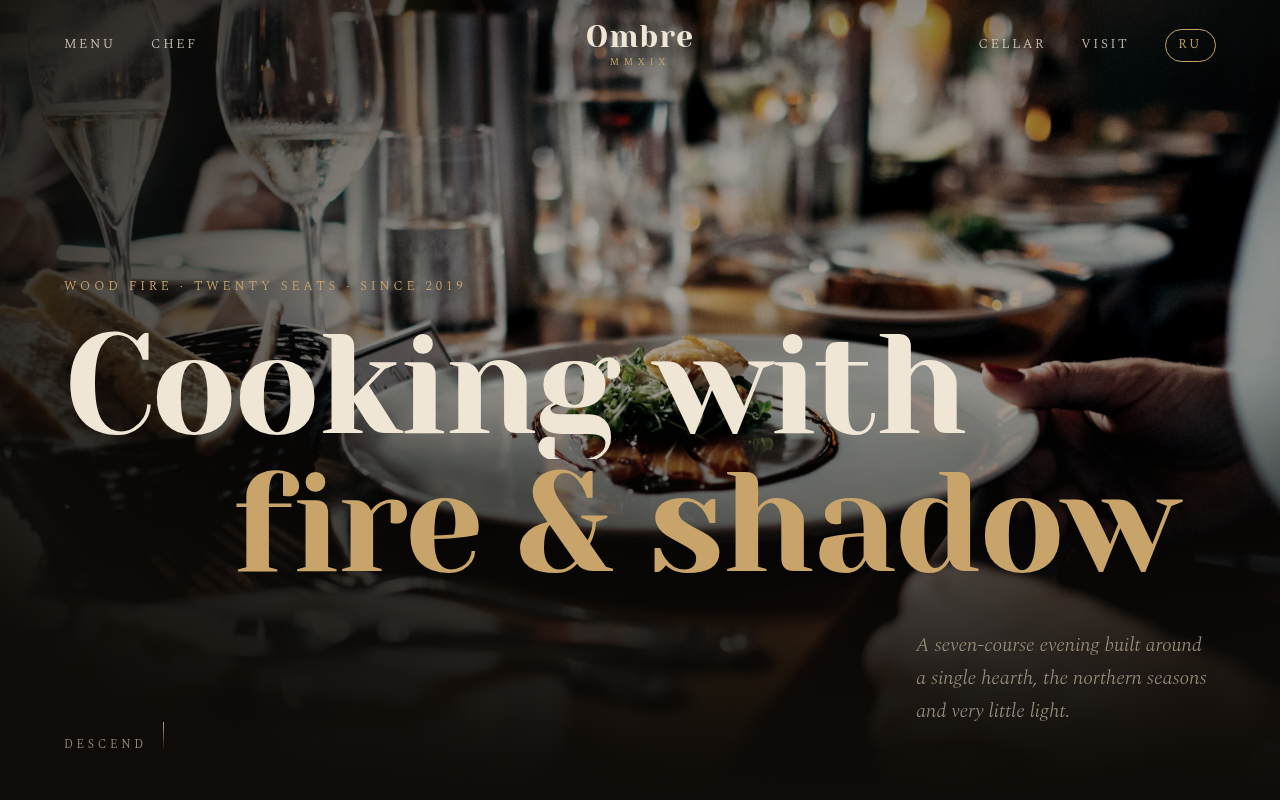 MENU
CHEF
Ombre
MMXIX
CELLAR
VISIT
RU
WOOD FIRE · TWENTY SEATS · SINCE 2019
Cooking with
fire & shadow
A seven-course evening built around
a single hearth, the northern seasons
and very little light.
DESCEND